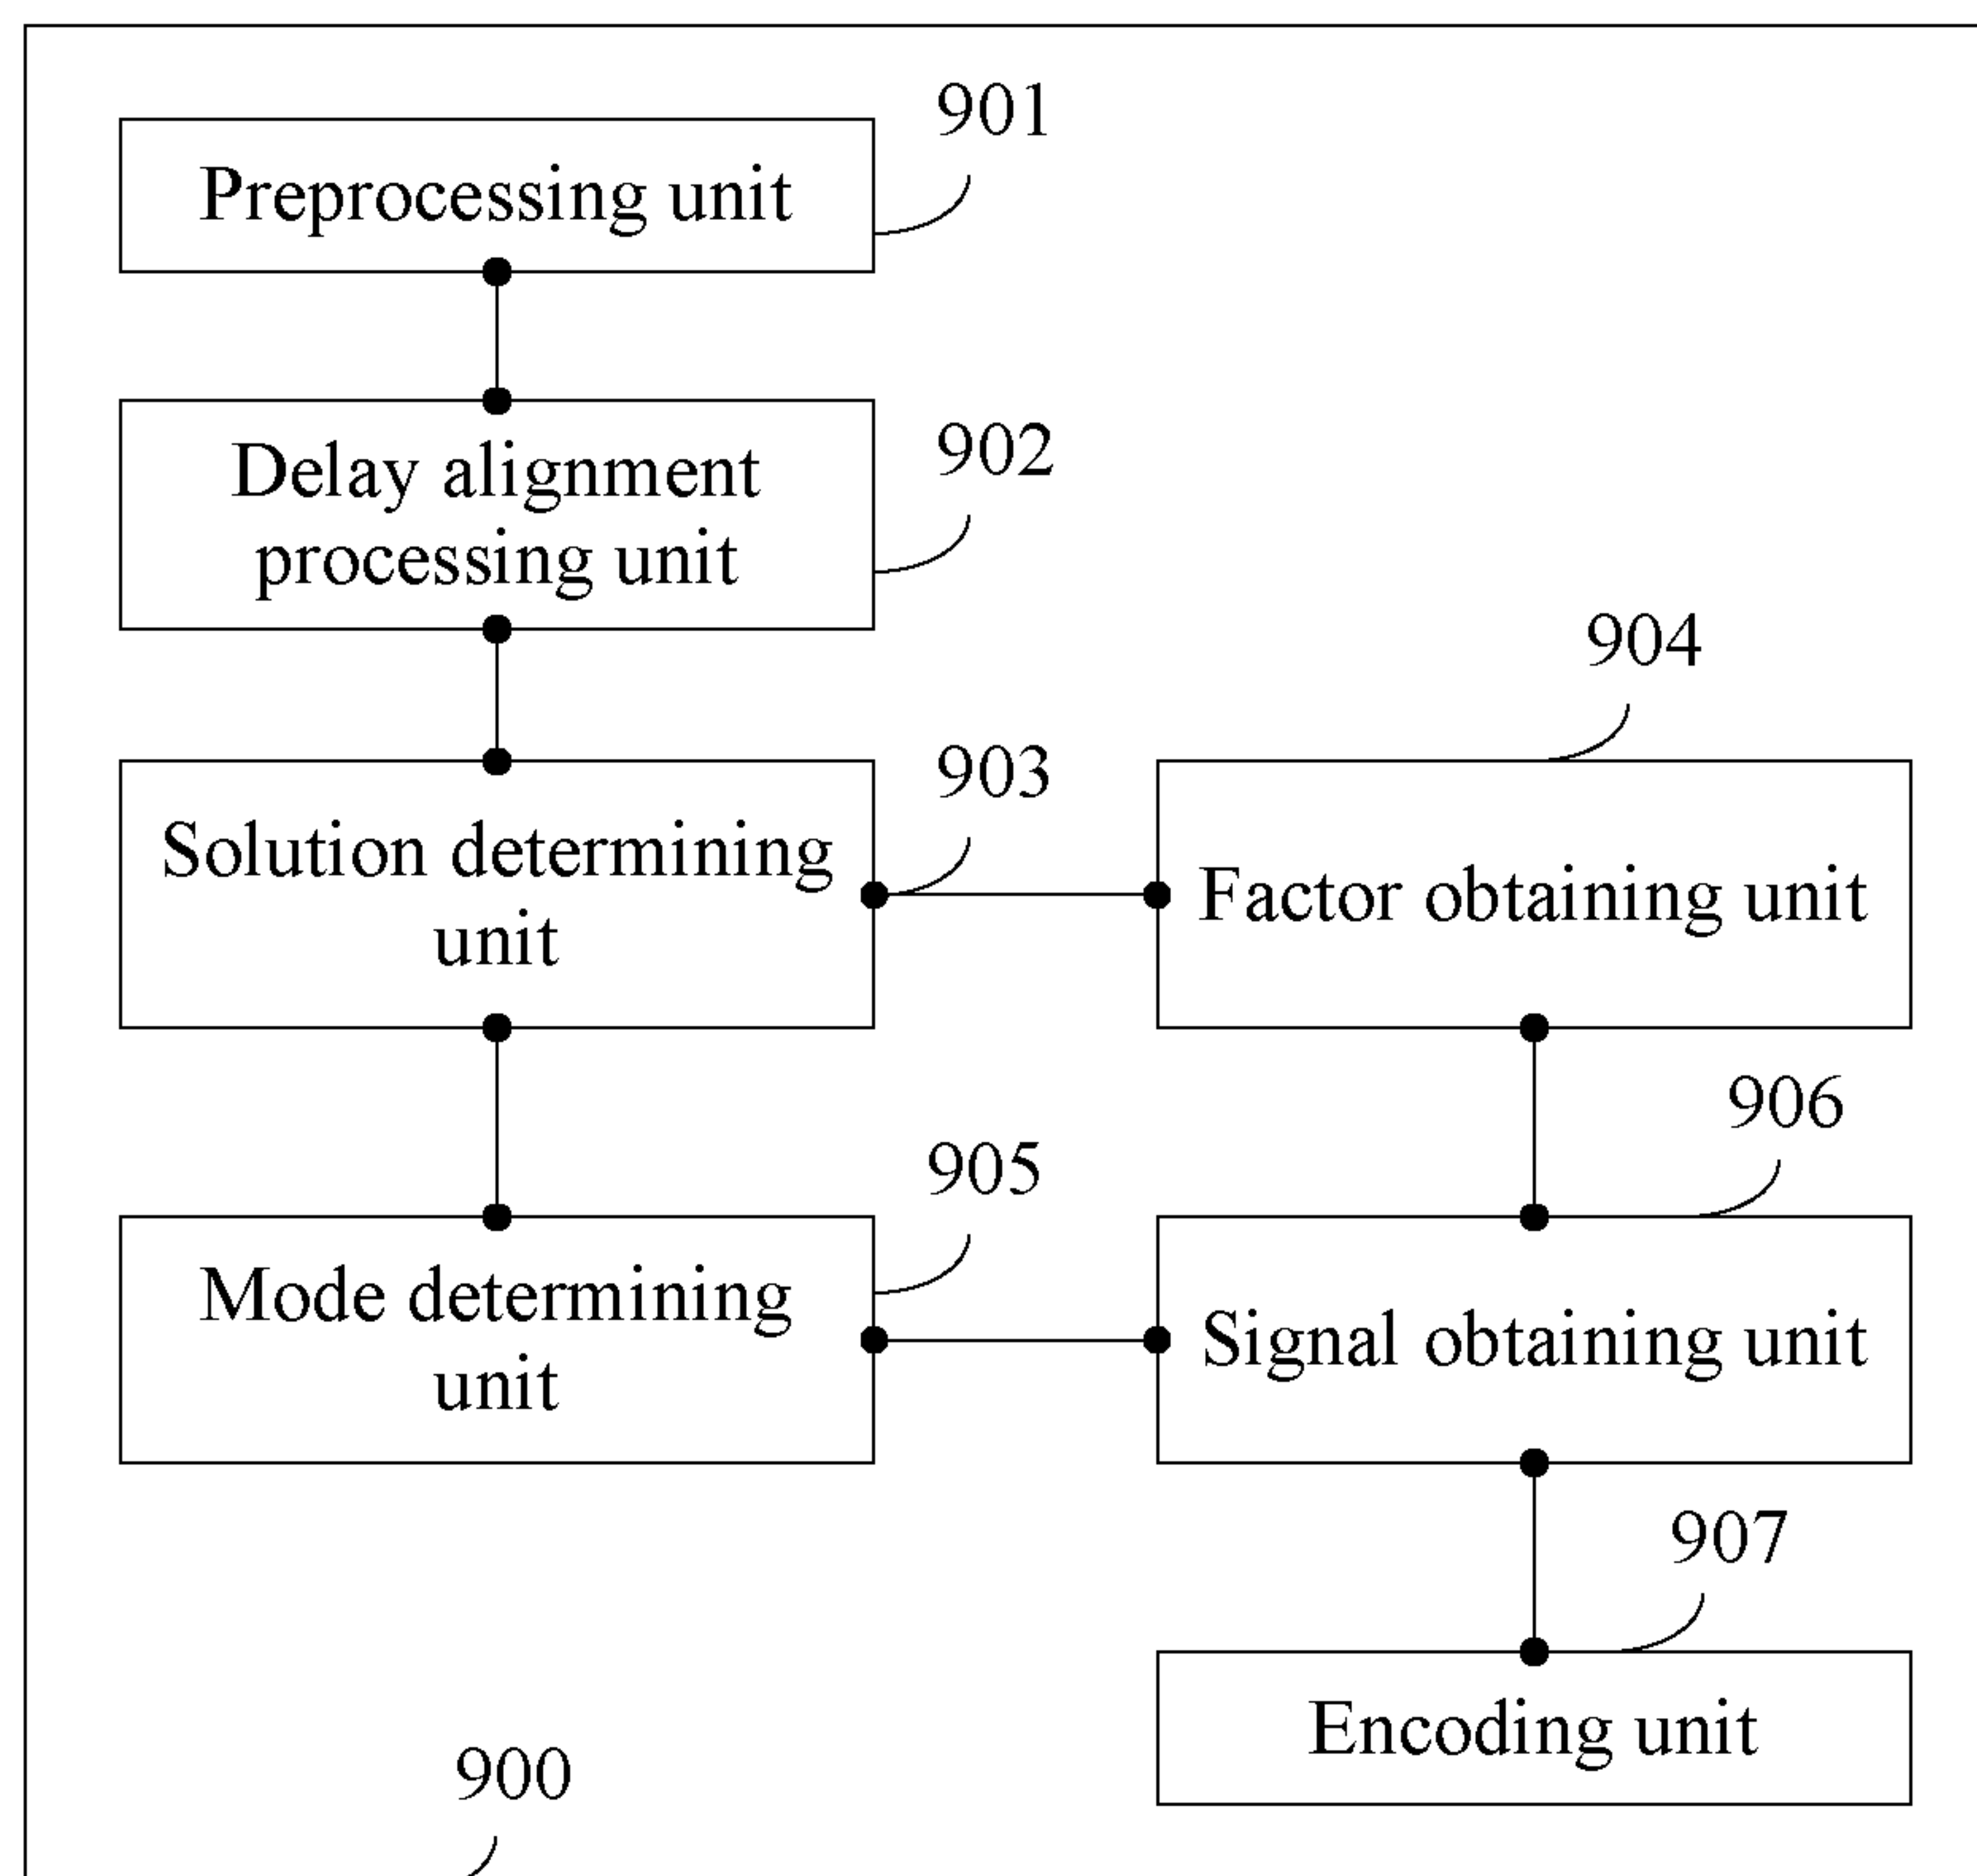 901
Preprocessing unit
902
Delay alignment
processing unit
904
903
Solution determining
unit
Factor obtaining unit
906
905
Mode determining
unit
Signal obtaining unit
907
Encoding unit
900